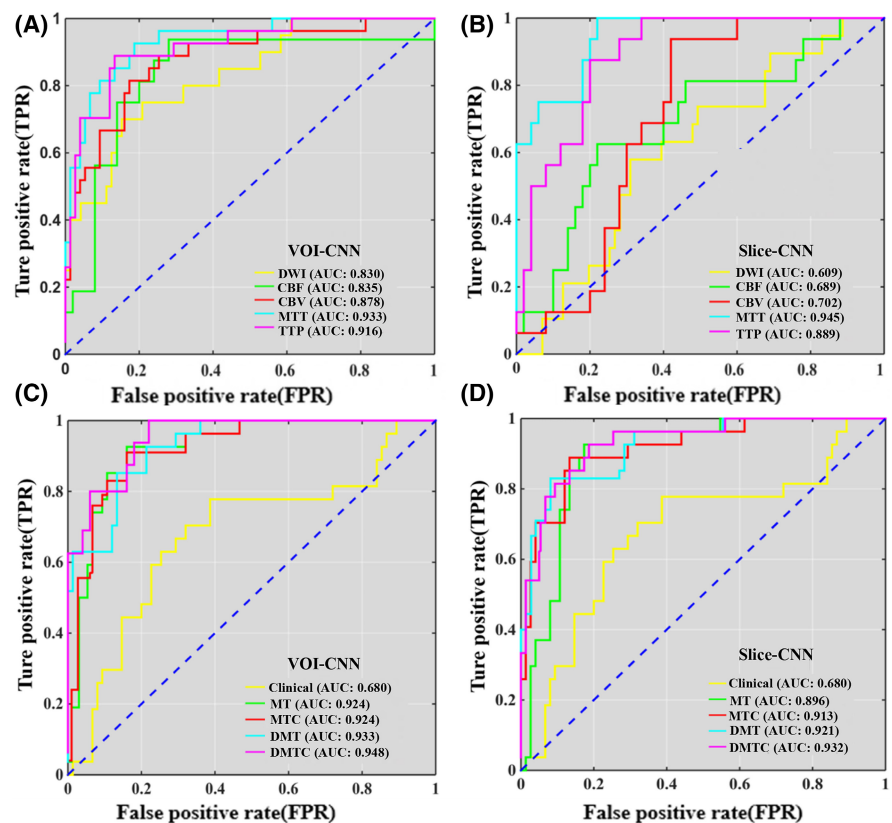 (A)
1
0.8
0.6
0.4
0.2
0
Ture positive rate(TPR)
VOI-CNN
DWI (AUC: 0.830)
CBF (AUC: 0.835)
CBV (AUC: 0.878)
MTT (AUC: 0.933)
TTP (AUC: 0.916)
0 0.2 0.4 0.6 0.8 1
False positive rate(FPR)
(B)
1
0.8
0.6
0.4
0.2
0
Ture positive rate(TPR)
Slice-CNN
DWI (AUC: 0.609)
CBF (AUC: 0.689)
CBV (AUC: 0.702)
MTT (AUC: 0.945)
TTP (AUC: 0.889)
0 0.2 0.4 0.6 0.8 1
False positive rate(FPR)
(C)
1
0.8
0.6
0.4
0.2
0
Ture positive rate(TPR)
VOI-CNN
Clinical (AUC: 0.680)
MT (AUC: 0.924)
MTC (AUC: 0.924)
DMT (AUC: 0.933)
DMTC (AUC: 0.948)
0 0.2 0.4 0.6 0.8 1
False positive rate(FPR)
(D)
1
0.8
0.6
0.4
0.2
0
Ture positive rate(TPR)
Slice-CNN
Clinical (AUC: 0.680)
MT (AUC: 0.896)
MTC (AUC: 0.913)
DMT (AUC: 0.921)
DMTC (AUC: 0.932)
0 0.2 0.4 0.6 0.8 1
False positive rate(FPR)